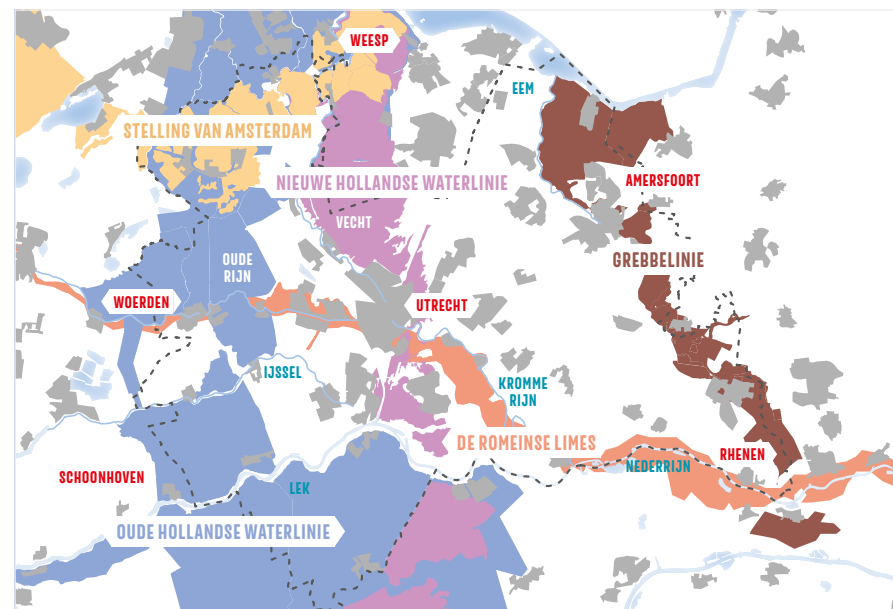 WEESP
EEM
STELLING VAN AMSTERDAM
NIEUWE HOLLANDSE WATERLINIE
AMERSFOORT
VECHT
OUDE
RIJN
GREBBELINIE
WOERDEN
UTRECHT
IJSSEL
KROMME
RIJN
DE ROMEINSE LIMES
RHENEN
NEDERRIJN
SCHOONHOVEN
LEK
OUDE HOLLANDSE WATERLINIE